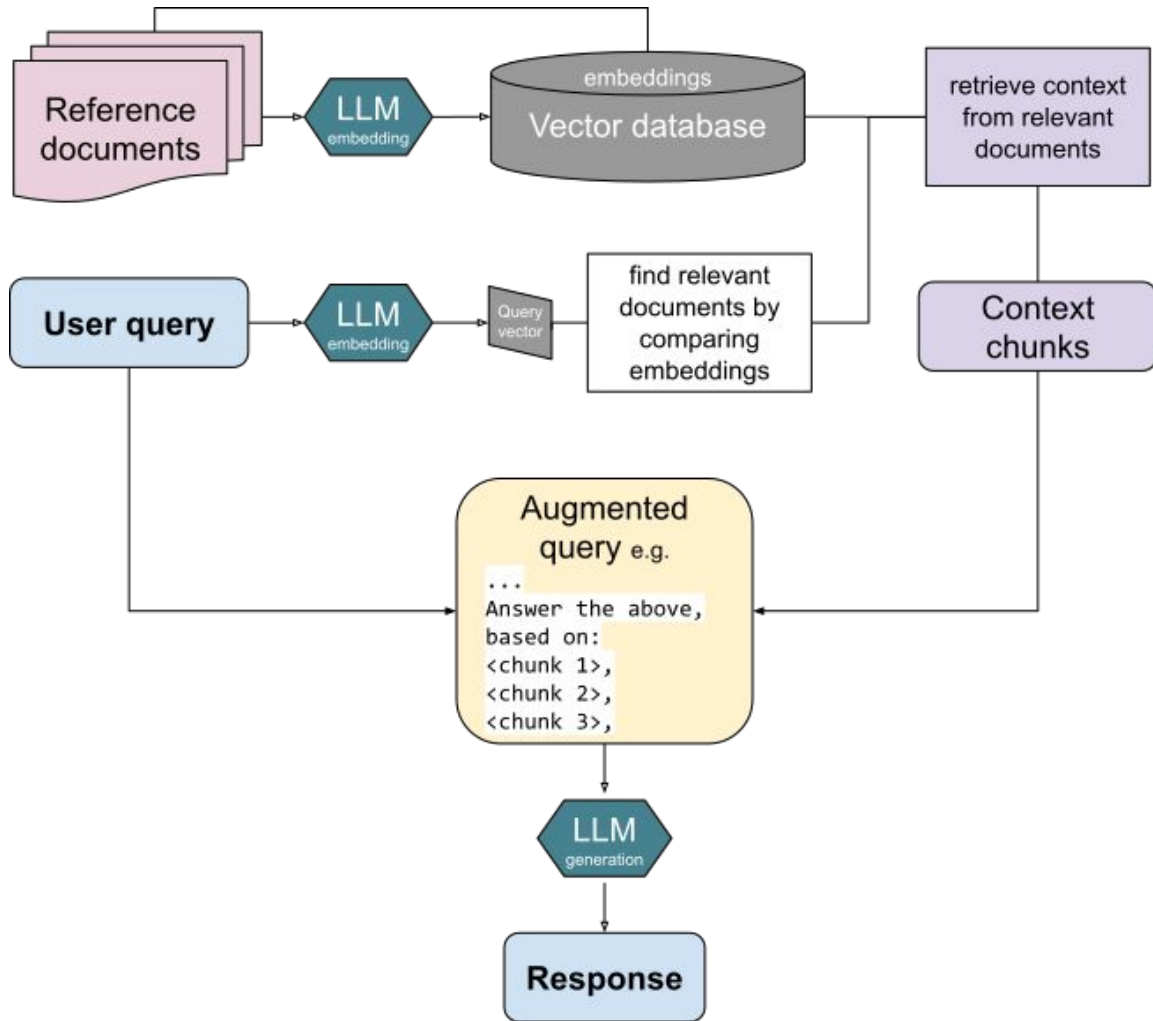 Reference
documents
LLM
embedding
embeddings
Vector database
retrieve context
from relevant
documents
User query
LLM
embedding
Query
vector
find relevant
documents by
comparing
embeddings
Context
chunks
Augmented
query e.g.
...
Answer the above,
based on:
<chunk 1>,
<chunk 2>,
<chunk 3>,
LLM
generation
Response